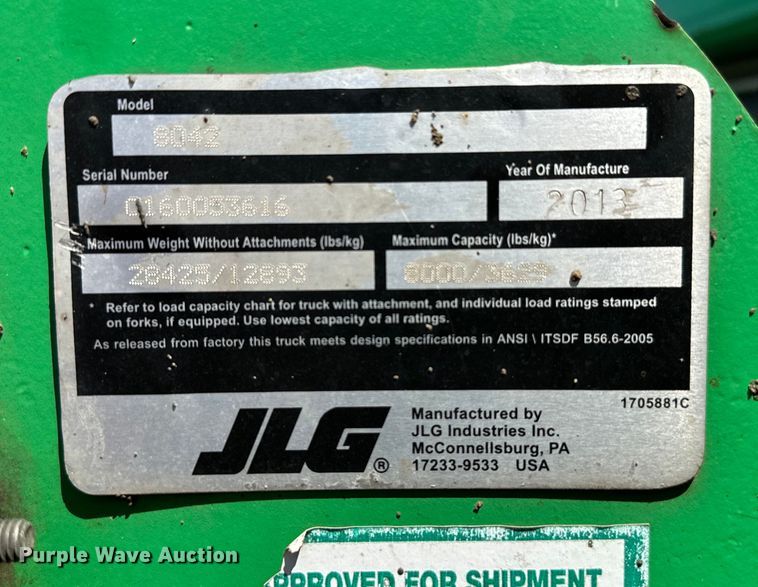 Model
8042
Serial Number
Year Of Manufacture
0160053616
2013
Maximum Weight Without Attachments (lbs/kg)
Maximum Capacity (lbs/kg)*
28425/12893
8000/3629
* Refer to load capacity chart for truck with attachment, and individual load ratings stamped
on forks, if equipped. Use lowest capacity of all ratings.
As released from factory this truck meets design specifications in ANSI \ ITSDF B56.6-2005
1705881C
JLG®
Manufactured by
JLG Industries Inc.
McConnellsburg, PA
17233-9533 USA
Purple Wave Auction
APPROVED FOR SHIPMENT